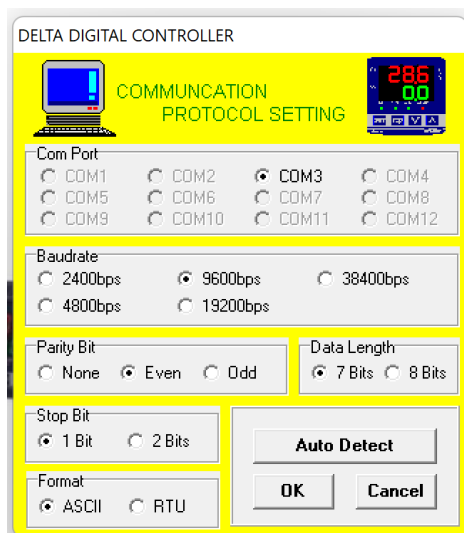 DELTA DIGITAL CONTROLLER
COMMUNCATION
PROTOCOL SETTING
28.6
0.0
Com Port
COM1 COM2 COM3 COM4
COM5 COM6 COM7 COM8
COM9 COM10 COM11 COM12
Baudrate
2400bps 9600bps 38400bps
4800bps 19200bps
Parity Bit
None Even Odd
Data Length
7 Bits 8 Bits
Stop Bit
1 Bit 2 Bits
Auto Detect
Format
ASCII RTU
OK Cancel